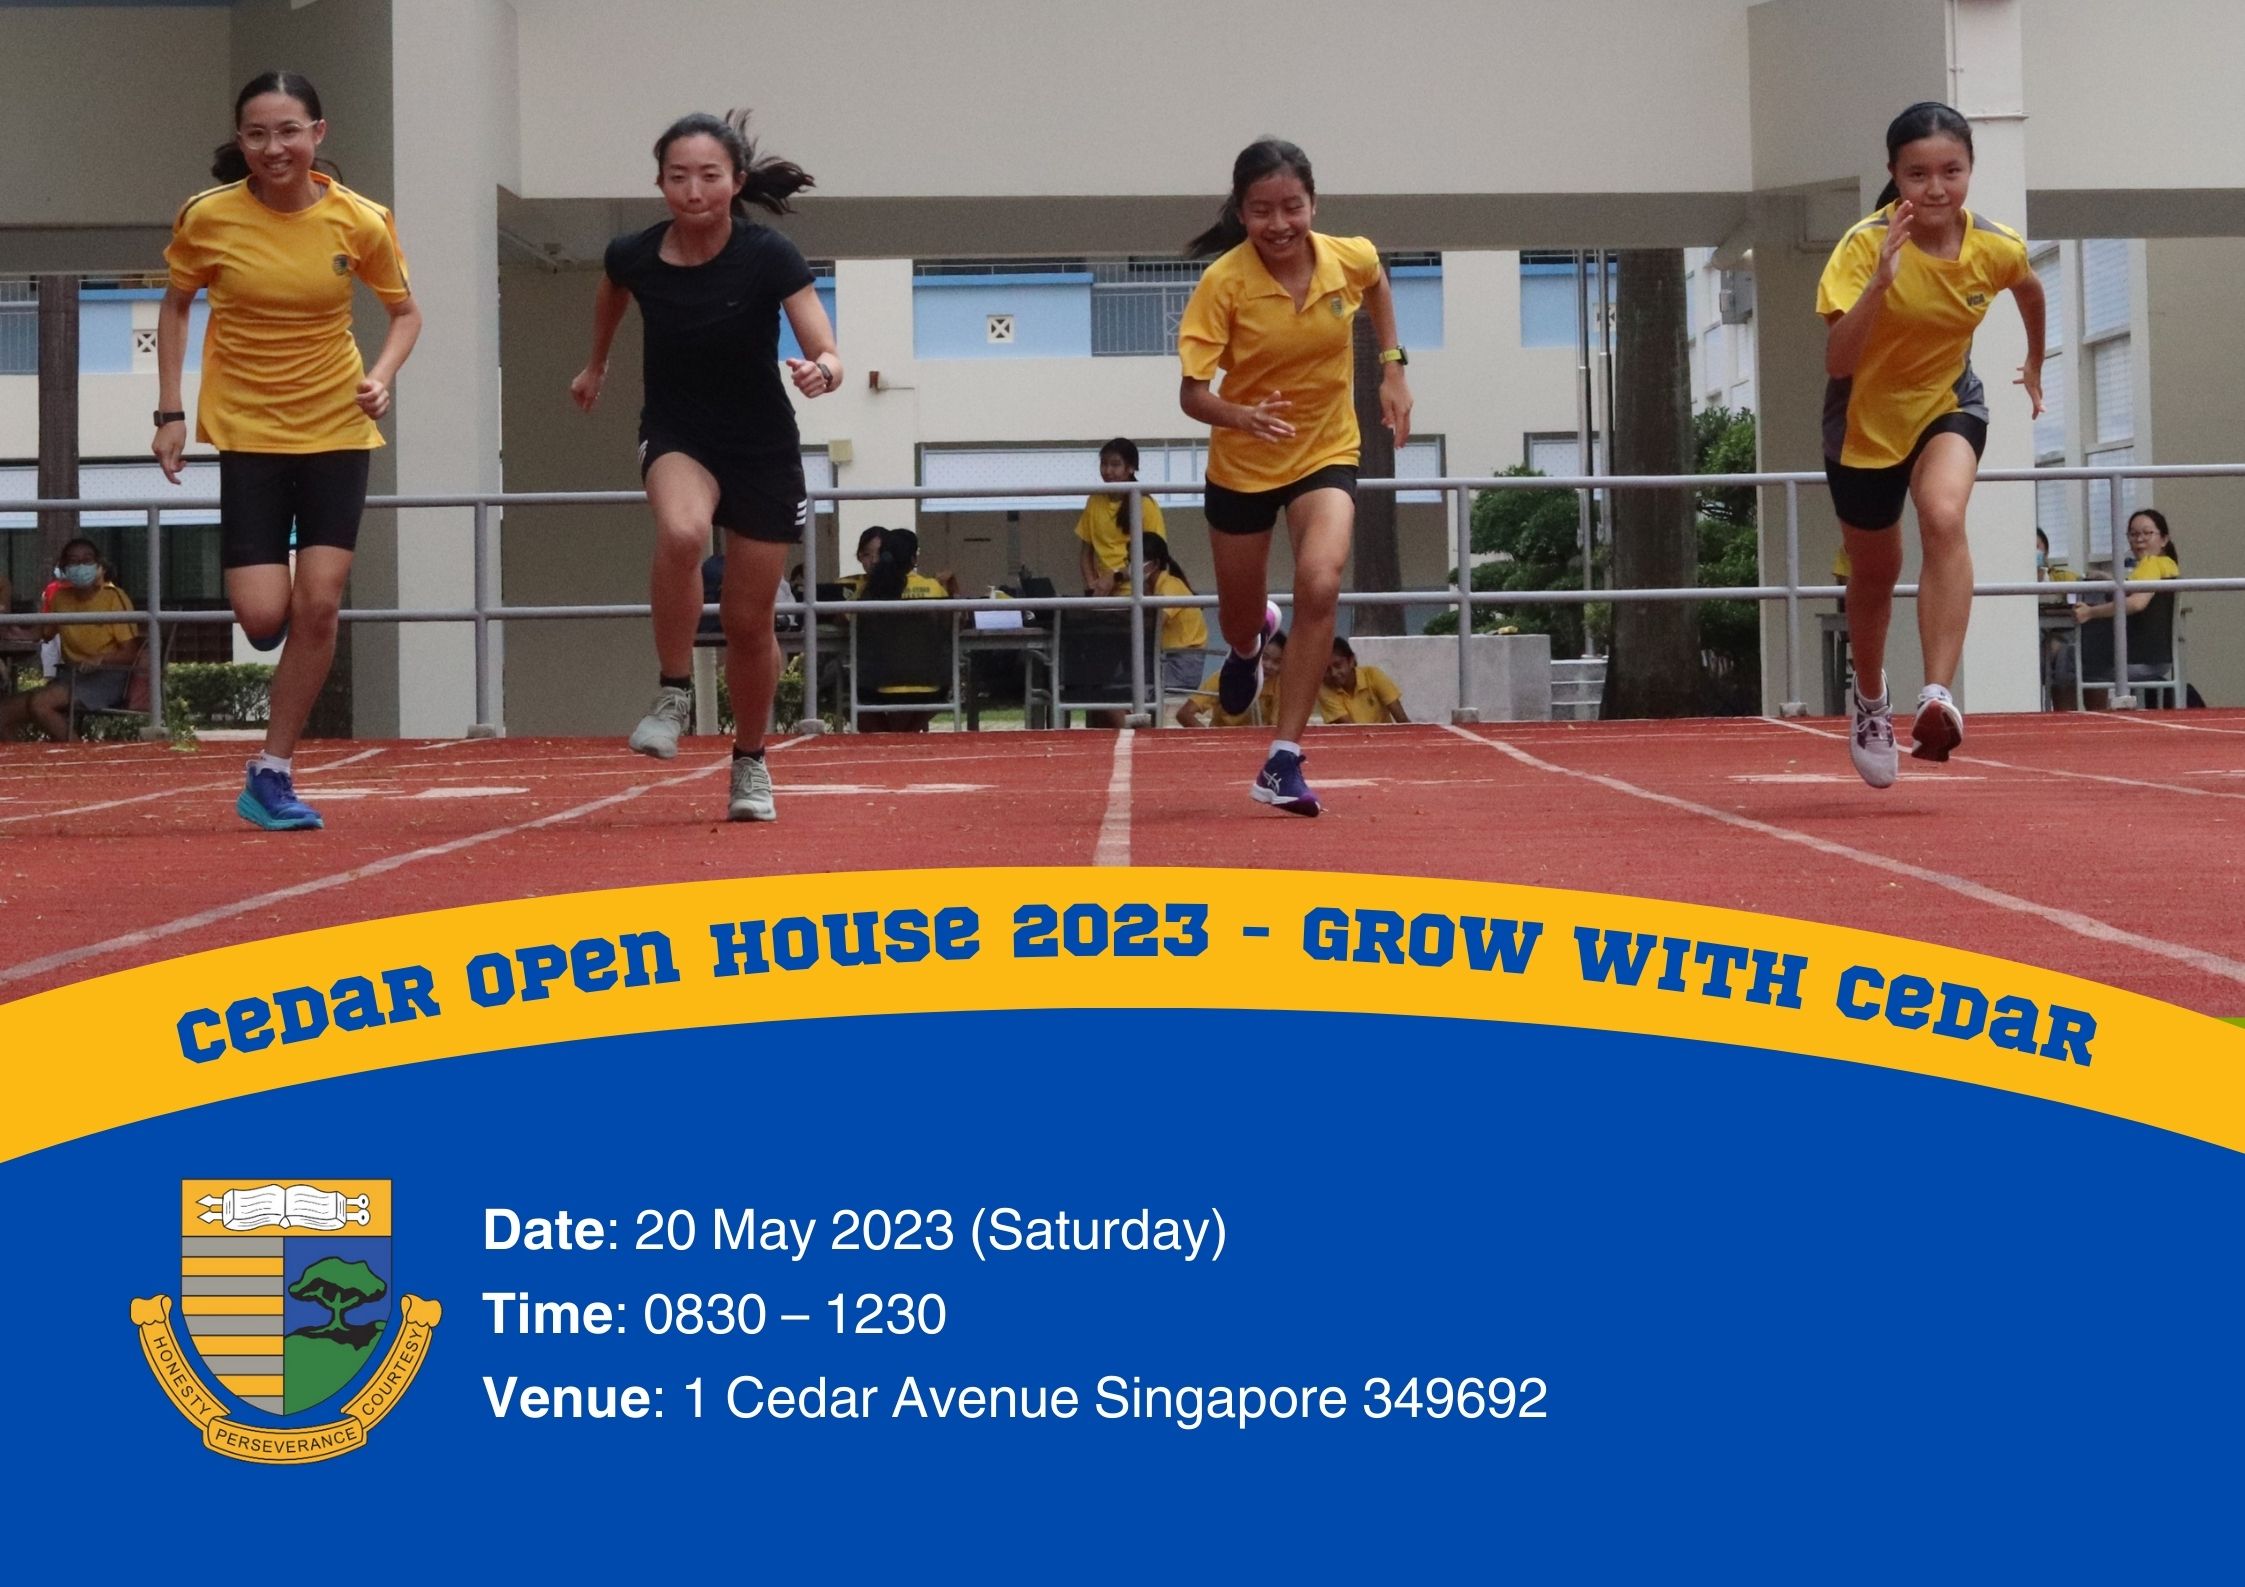 VCA
CeDaR OPen HOUSe 2023 - GROW WITH CeDaR
Date: 20 May 2023 (Saturday)
Time: 0830 – 1230
Venue: 1 Cedar Avenue Singapore 349692
HONESTY
PERSEVERANCE
COURTESY